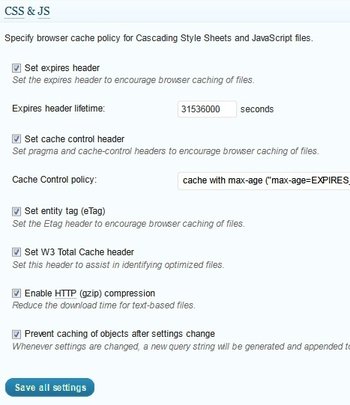 CSS & JS
Specify browser cache policy for Cascading Style Sheets and JavaScript files.
Set expires header
Set the expires header to encourage browser caching of files.
Expires header lifetime: 31536000 seconds
Set cache control header
Set pragma and cache-control headers to encourage browser caching of files.
Cache Control policy: cache with max-age ("max-age=EXPIRES_
Set entity tag (eTag)
Set the Etag header to encourage browser caching of files.
Set W3 Total Cache header
Set this header to assist in identifying optimized files.
Enable HTTP (gzip) compression
Reduce the download time for text-based files.
Prevent caching of objects after settings change
Whenever settings are changed, a new query string will be generated and appended to
Save all settings